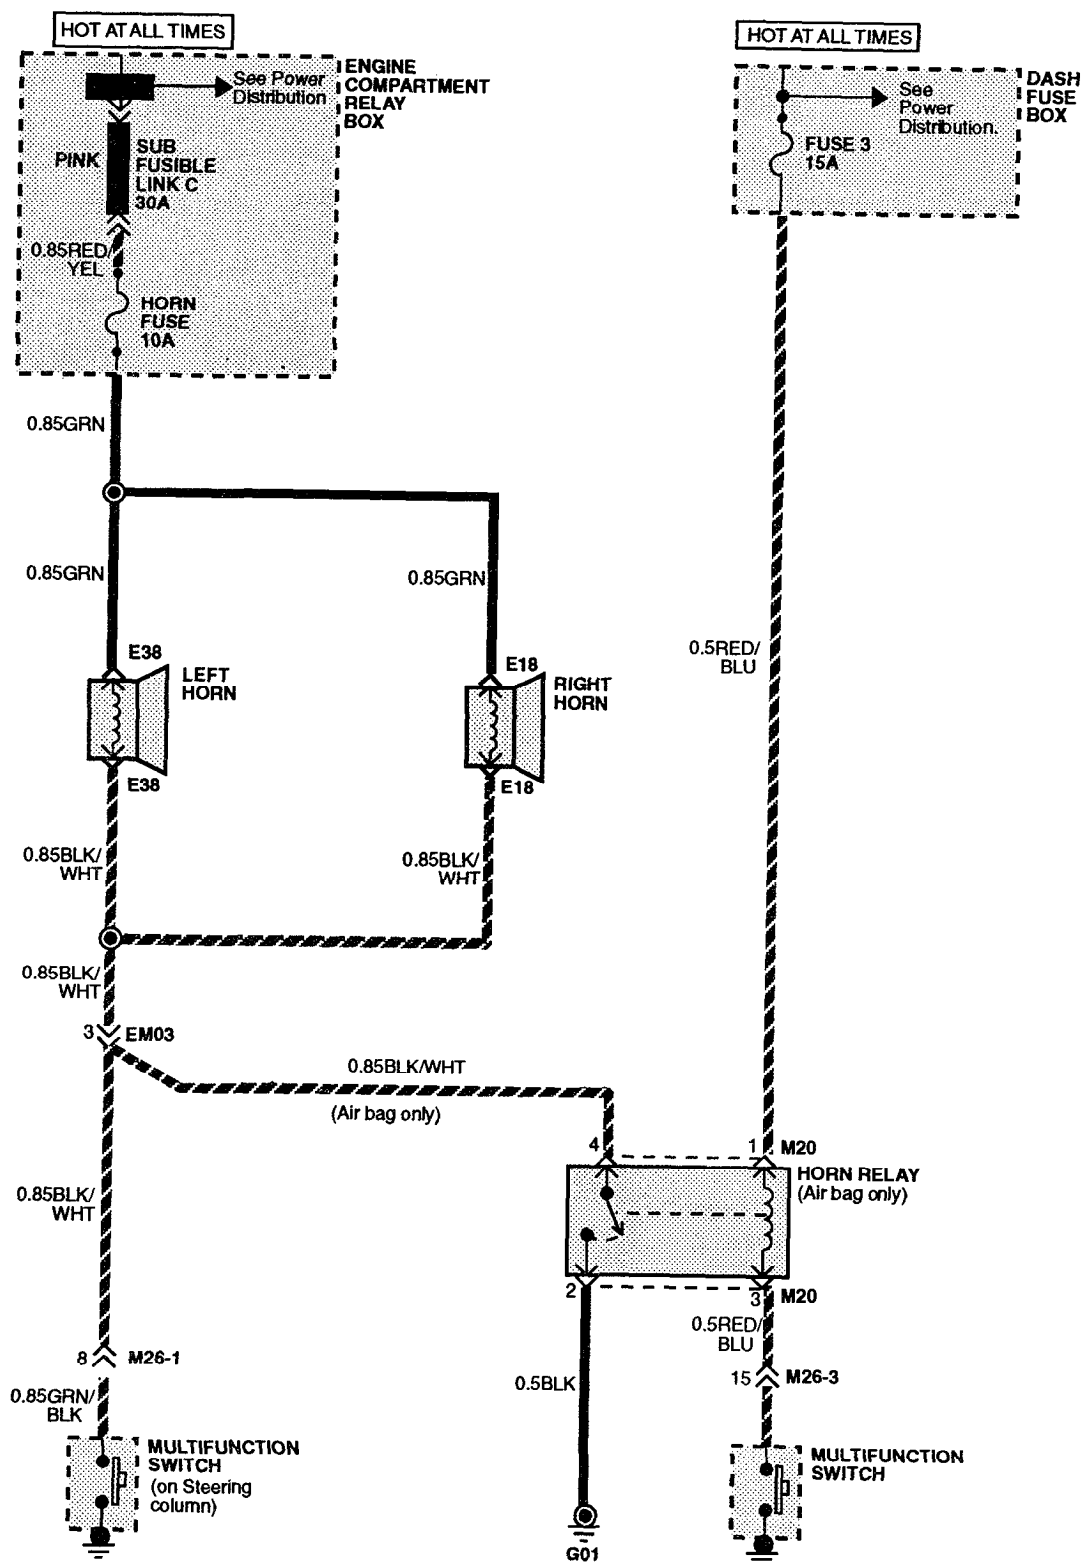 HOT AT ALL TIMES
HOT AT ALL TIMES
See Power
Distribution
ENGINE
COMPARTMENT
RELAY
BOX
See
Power
Distribution.
DASH
FUSE
BOX
PINK
SUB
FUSIBLE
LINK C
30A
FUSE 3
15A
0.85RED/
YEL
HORN
FUSE
10A
0.85GRN
0.85GRN
0.85GRN
0.5RED/
BLU
E38
LEFT
HORN
E38
E18
RIGHT
HORN
E18
0.85BLK/
WHT
0.85BLK/
WHT
0.85BLK/
WHT
3
EM03
0.85BLK/WHT
(Air bag only)
4
1
M20
HORN RELAY
(Air bag only)
0.85BLK/
WHT
2
3
M20
0.5RED/
BLU
8
M26-1
0.5BLK
15
M26-3
0.85GRN/
BLK
MULTIFUNCTION
SWITCH
(on Steering
column)
MULTIFUNCTION
SWITCH
G01